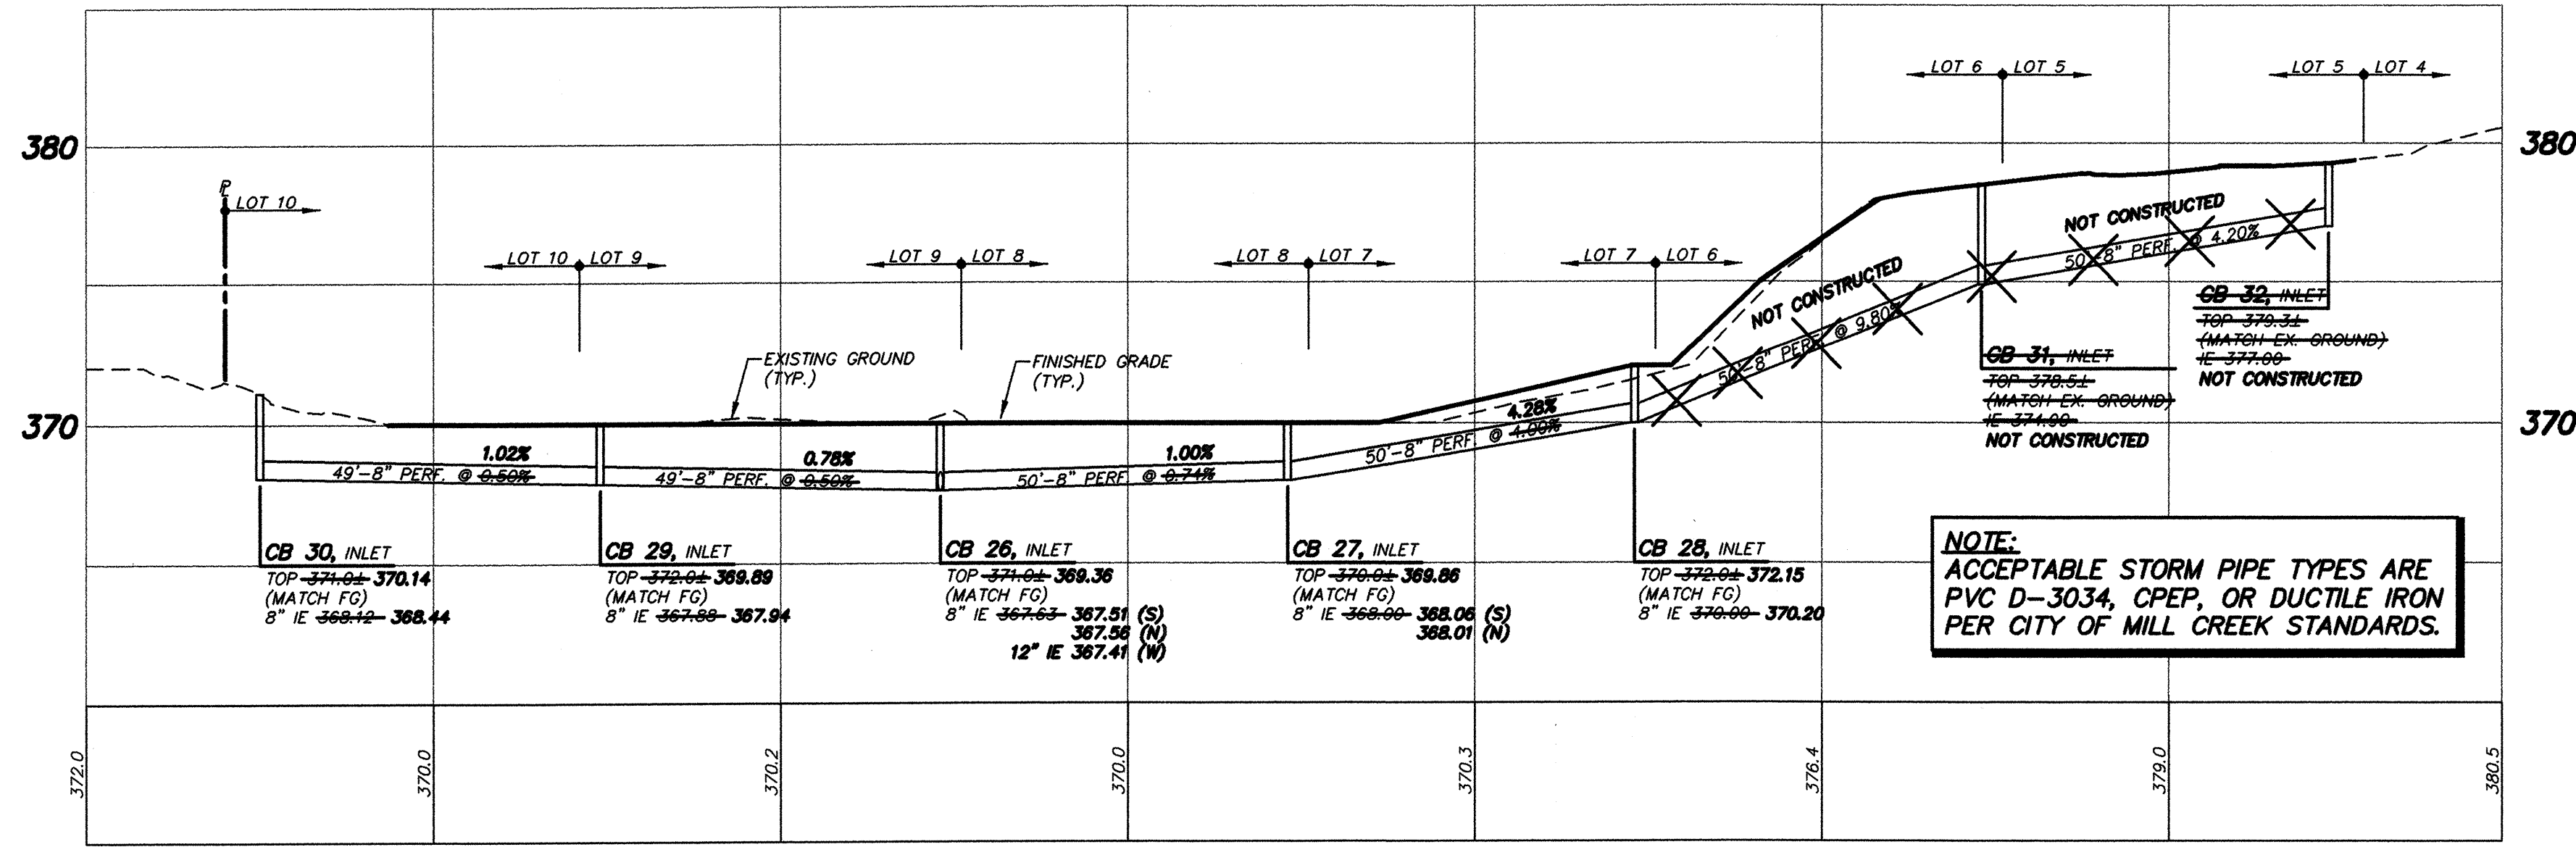 LOT 6 LOT 5
LOT 5 LOT 4
380
380
PL
LOT 10
LOT 10 LOT 9
LOT 9 LOT 8
LOT 8 LOT 7
LOT 7 LOT 6
NOT CONSTRUCTED
50'-8" PERF. @ 4.20%
NOT CONSTRUCTED
50'-8" PERF. @ 9.80%
EXISTING GROUND
(TYP.)
FINISHED GRADE
(TYP.)
CB 32, INLET
TOP 379.3±
(MATCH EX. GROUND)
IE 377.00
NOT CONSTRUCTED
CB 31, INLET
TOP 378.5±
(MATCH EX. GROUND)
IE 374.90
NOT CONSTRUCTED
370
370
1.02%
49'-8" PERF. @ 0.50%
0.78%
49'-8" PERF. @ 0.50%
1.00%
50'-8" PERF. @ 0.74%
4.28%
50'-8" PERF. @ 4.00%
CB 30, INLET
TOP 371.0± 370.14
(MATCH FG)
8" IE 368.12 368.44
CB 29, INLET
TOP 372.0± 369.89
(MATCH FG)
8" IE 367.88 367.94
CB 26, INLET
TOP 371.0± 369.36
(MATCH FG)
8" IE 367.63 367.51 (S)
367.56 (N)
12" IE 367.41 (W)
CB 27, INLET
TOP 370.0± 369.86
(MATCH FG)
8" IE 368.00 368.06 (S)
368.01 (N)
CB 28, INLET
TOP 372.0± 372.15
(MATCH FG)
8" IE 370.00 370.20
NOTE:
ACCEPTABLE STORM PIPE TYPES ARE
PVC D-3034, CPEP, OR DUCTILE IRON
PER CITY OF MILL CREEK STANDARDS.
372.0
370.0
370.2
370.0
370.3
376.4
379.0
380.5